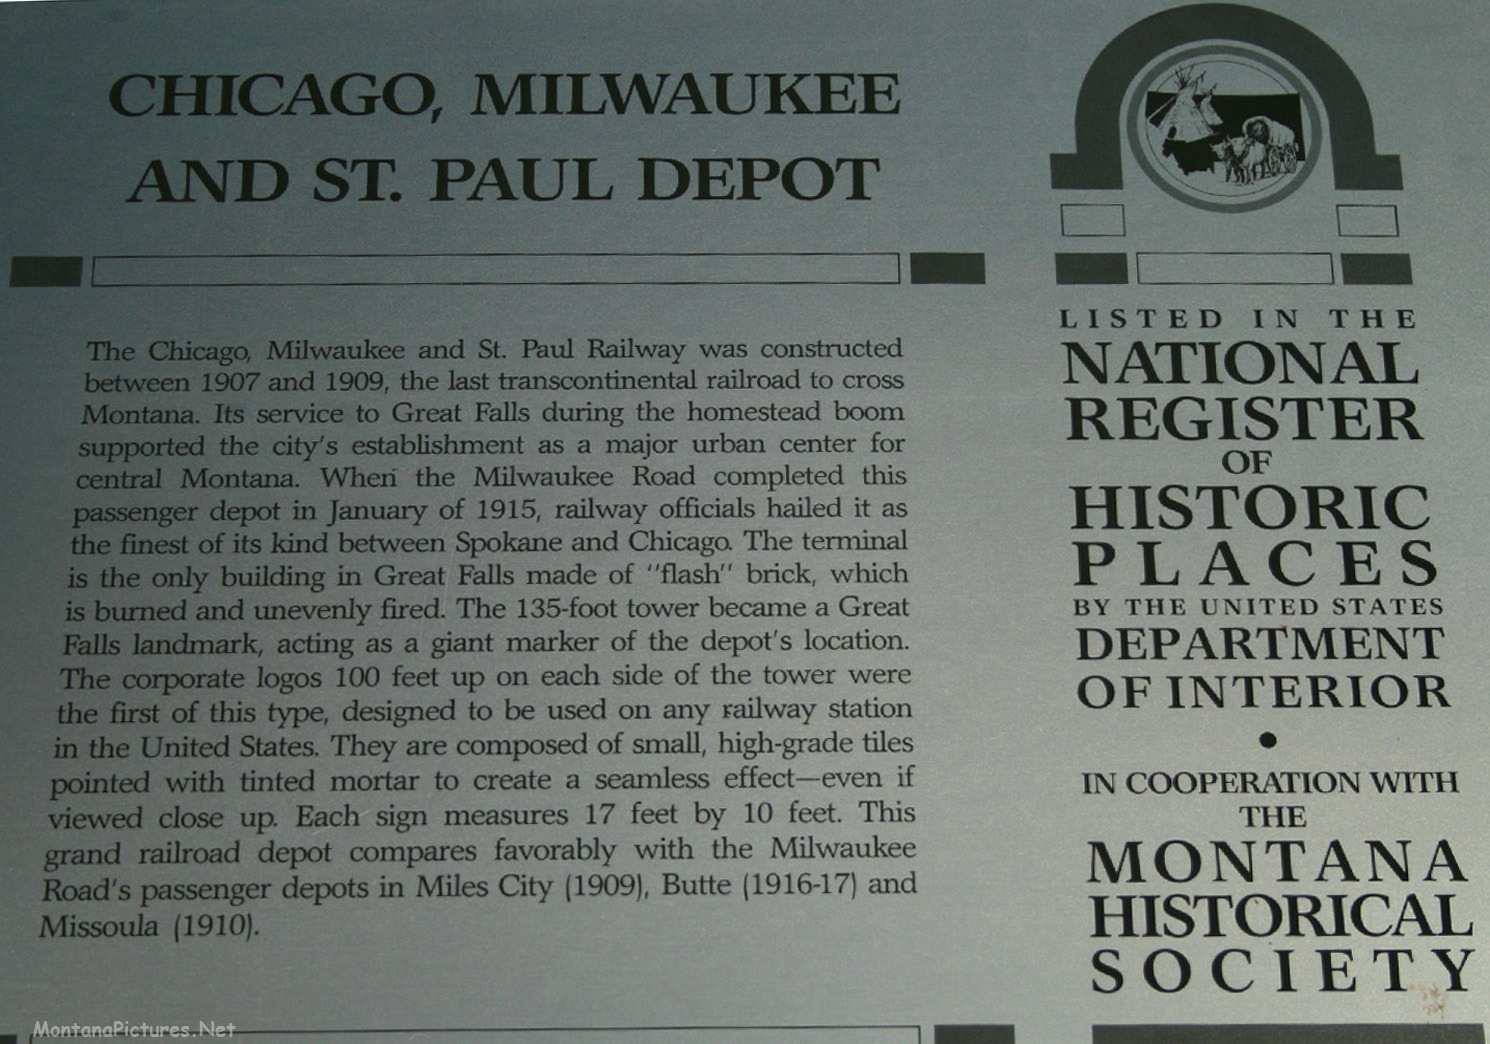 CHICAGO, MILWAUKEE
AND ST. PAUL DEPOT
The Chicago, Milwaukee and St. Paul Railway was constructed
between 1907 and 1909, the last transcontinental railroad to cross
Montana. Its service to Great Falls during the homestead boom
supported the city's establishment as a major urban center for
central Montana. When the Milwaukee Road completed this
passenger depot in January of 1915, railway officials hailed it as
the finest of its kind between Spokane and Chicago. The terminal
is the only building in Great Falls made of "flash" brick, which
is burned and unevenly fired. The 135-foot tower became a Great
Falls landmark, acting as a giant marker of the depot's location.
The corporate logos 100 feet up on each side of the tower were
the first of this type, designed to be used on any railway station
in the United States. They are composed of small, high-grade tiles
pointed with tinted mortar to create a seamless effect—even if
viewed close up. Each sign measures 17 feet by 10 feet. This
grand railroad depot compares favorably with the Milwaukee
Road's passenger depots in Miles City (1909), Butte (1916-17) and
Missoula (1910).
LISTED IN THE
NATIONAL
REGISTER
OF
HISTORIC
PLACES
BY THE UNITED STATES
DEPARTMENT
OF INTERIOR
•
IN COOPERATION WITH
THE
MONTANA
HISTORICAL
SOCIETY
MontanaPictures.Net